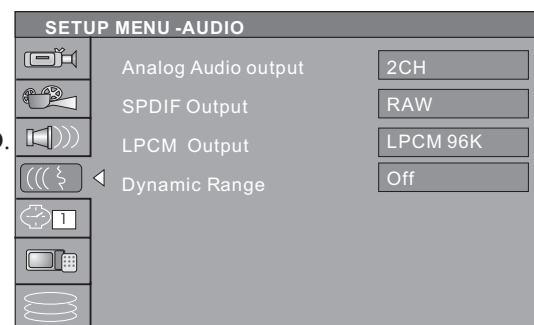 SETUP MENU -AUDIO
Analog Audio output 2CH
SPDIF Output RAW
LPCM Output LPCM 96K
Dynamic Range Off
1